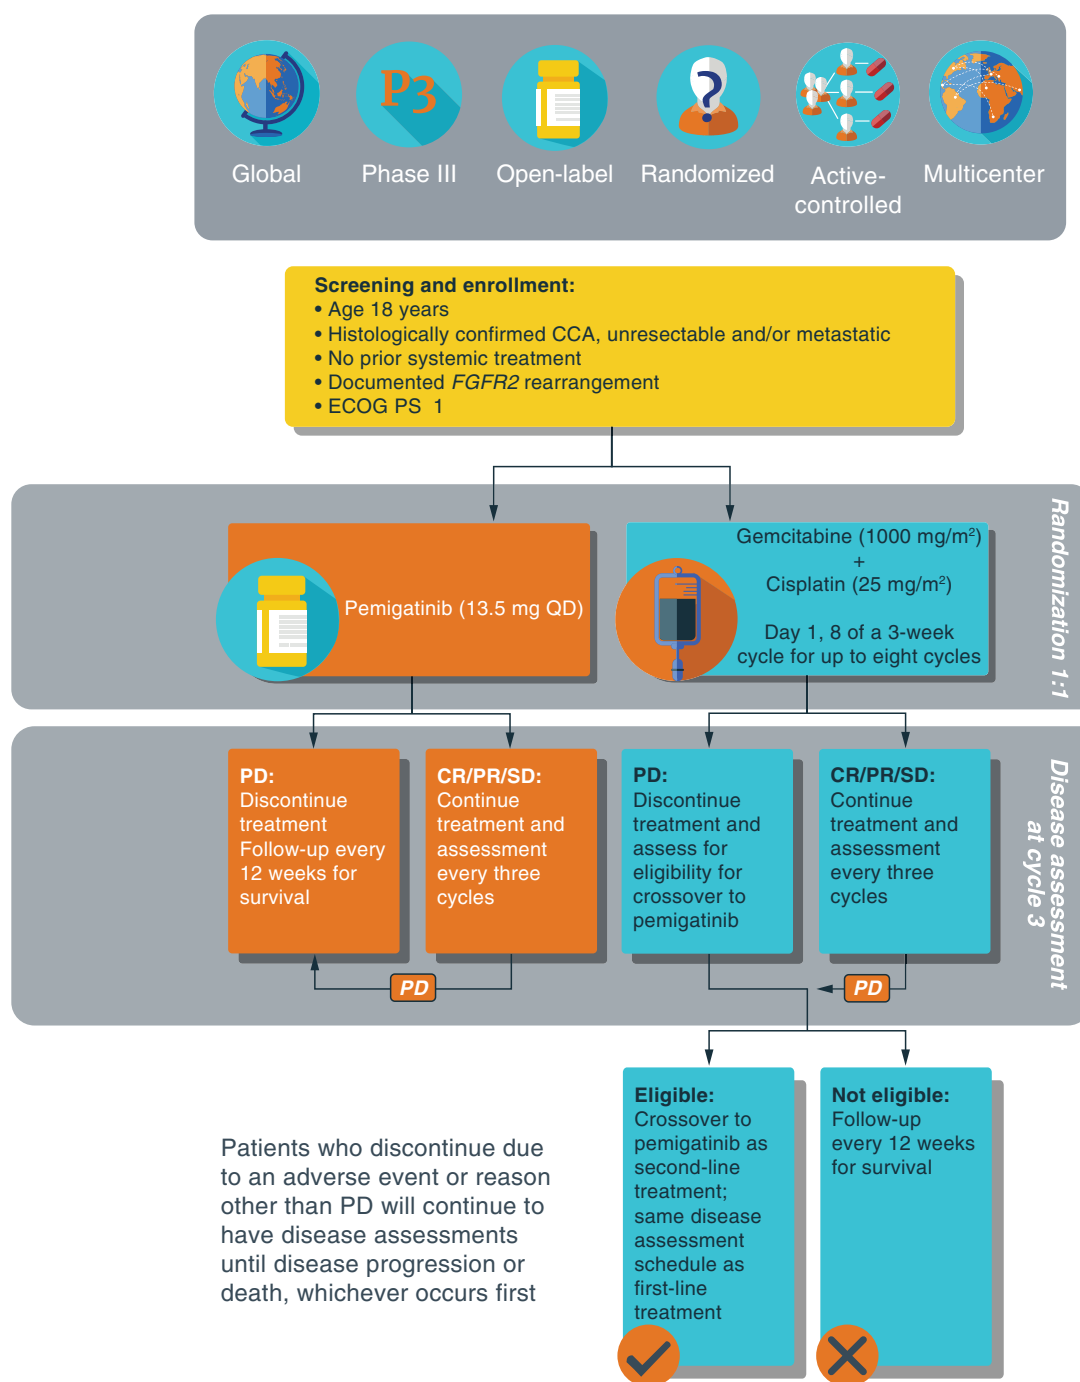 P3
?
Global
Phase III
Open-label
Randomized
Active-
controlled
Multicenter
Screening and enrollment:
• Age 18 years
• Histologically confirmed CCA, unresectable and/or metastatic
• No prior systemic treatment
• Documented FGFR2 rearrangement
• ECOG PS 1
Randomization 1:1
Pemigatinib (13.5 mg QD)
Gemcitabine (1000 mg/m²)
+
Cisplatin (25 mg/m²)
Day 1, 8 of a 3-week
cycle for up to eight cycles
Disease assessment
at cycle 3
PD:
Discontinue
treatment
Follow-up every
12 weeks for
survival
CR/PR/SD:
Continue
treatment and
assessment
every three
cycles
PD:
Discontinue
treatment and
assess for
eligibility for
crossover to
pemigatinib
CR/PR/SD:
Continue
treatment and
assessment
every three
cycles
PD
PD
Eligible:
Crossover to
pemigatinib as
second-line
treatment;
same disease
assessment
schedule as
first-line
treatment
Not eligible:
Follow-up
every 12 weeks
for survival
Patients who discontinue due
to an adverse event or reason
other than PD will continue to
have disease assessments
until disease progression or
death, whichever occurs first